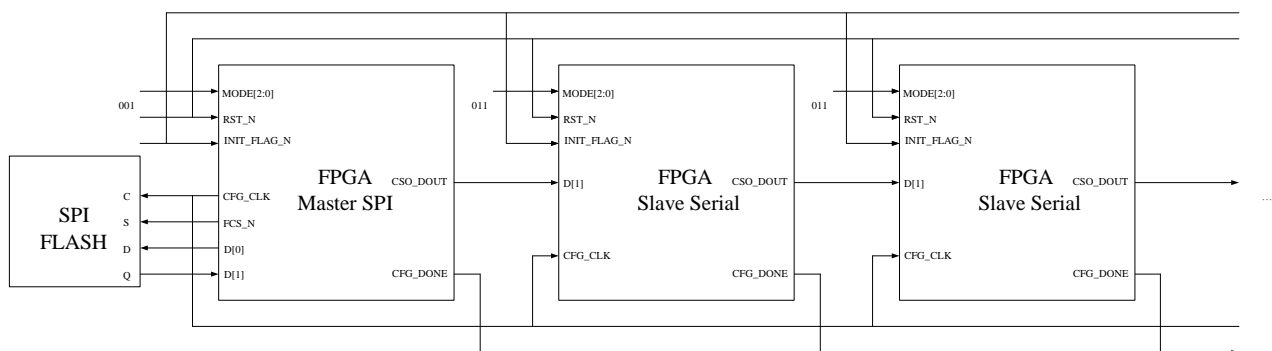 MODE[2:0]
001
RST_N
INIT_FLAG_N
FPGA
Master SPI
CSO_DOUT
CFG_CLK
FCS_N
D[0]
D[1]
CFG_DONE
SPI
FLASH
C
S
D
Q
MODE[2:0]
011
RST_N
INIT_FLAG_N
FPGA
Slave Serial
D[1]
CSO_DOUT
CFG_CLK
CFG_DONE
MODE[2:0]
011
RST_N
INIT_FLAG_N
FPGA
Slave Serial
D[1]
CSO_DOUT
CFG_CLK
CFG_DONE
...